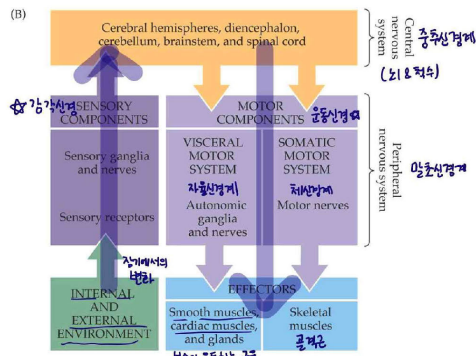 (B)
Cerebral hemispheres, diencephalon,
cerebellum, brainstem, and spinal cord
Central
nervous
system
중추신경계
(뇌 & 척수)
☆감각신경
SENSORY
COMPONENTS
MOTOR
COMPONENTS
운동신경
Sensory ganglia
and nerves
Sensory receptors
VISCERAL
MOTOR
SYSTEM
자율신경계
Autonomic
ganglia
and nerves
SOMATIC
MOTOR
SYSTEM
체신경계
Motor nerves
Peripheral
nervous system
말초신경계
장기에서의
변화
INTERNAL
AND
EXTERNAL
ENVIRONMENT
EFFECTORS
Smooth muscles,
cardiac muscles,
and glands
Skeletal
muscles
골격근